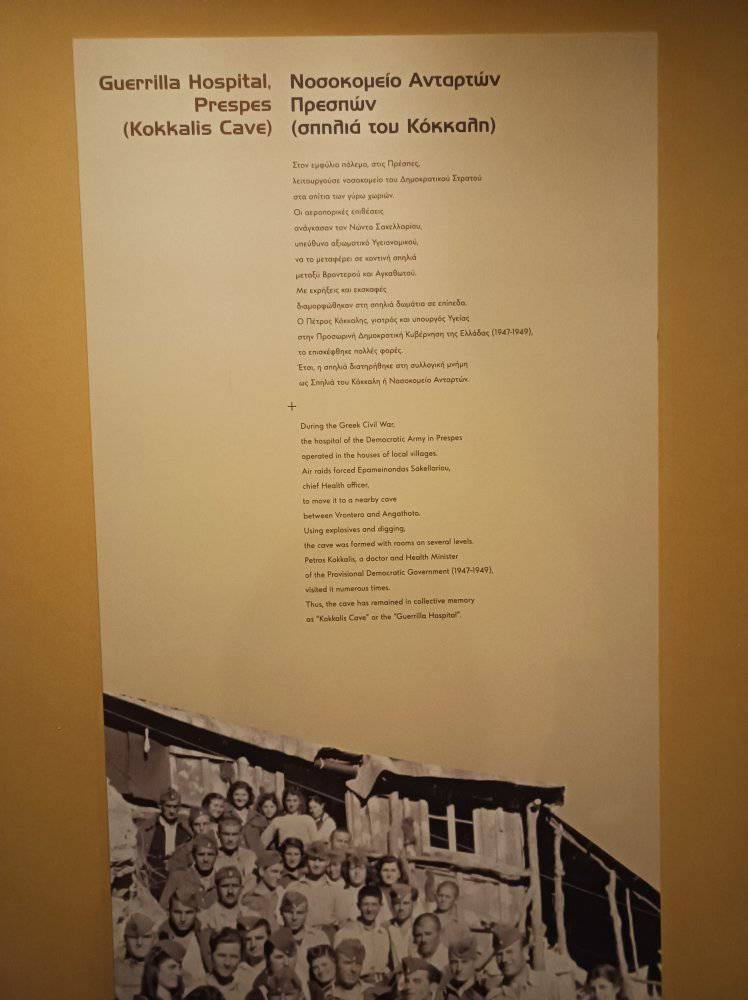 Guerrilla Hospital,
Prespes
(Kokkalis Cave)
Νοσοκομείο Ανταρτών
Πρεσπών
(σπηλιά του Κόκκαλη)
Στον εμφύλιο πόλεμο, στις Πρέσπες,
λειτουργούσε νοσοκομείο του Δημοκρατικού Στρατού
στα σπίτια των γύρω χωριών.
Οι αεροπορικές επιθέσεις
ανάγκασαν τον Νώντα Σακελλαρίου,
υπεύθυνο αξιωματικό Υγειονομικού,
να το μεταφέρει σε κοντινή σπηλιά
μεταξύ Βροντερού και Αγκαθωτού.
Με εκρήξεις και εκσκαφές
διαμορφώθηκαν στη σπηλιά δωμάτια σε επίπεδα.
Ο Πέτρος Κόκκαλης, γιατρός και υπουργός Υγείας
στην Προσωρινή Δημοκρατική Κυβέρνηση της Ελλάδας (1947-1949),
το επισκέφθηκε πολλές φορές.
Έτσι, η σπηλιά διατηρήθηκε στη συλλογική μνήμη
ως Σπηλιά του Κόκκαλη ή Νοσοκομείο Ανταρτών.
+
During the Greek Civil War,
the hospital of the Democratic Army in Prespes
operated in the houses of local villages.
Air raids forced Epameinondas Sakellariou,
chief Health officer,
to move it to a nearby cave
between Vrontero and Angathoto.
Using explosives and digging,
the cave was formed with rooms on several levels.
Petros Kokkalis, a doctor and Health Minister
of the Provisional Democratic Government (1947-1949),
visited it numerous times.
Thus, the cave has remained in collective memory
as "Kokkalis Cave" or the "Guerrilla Hospital".